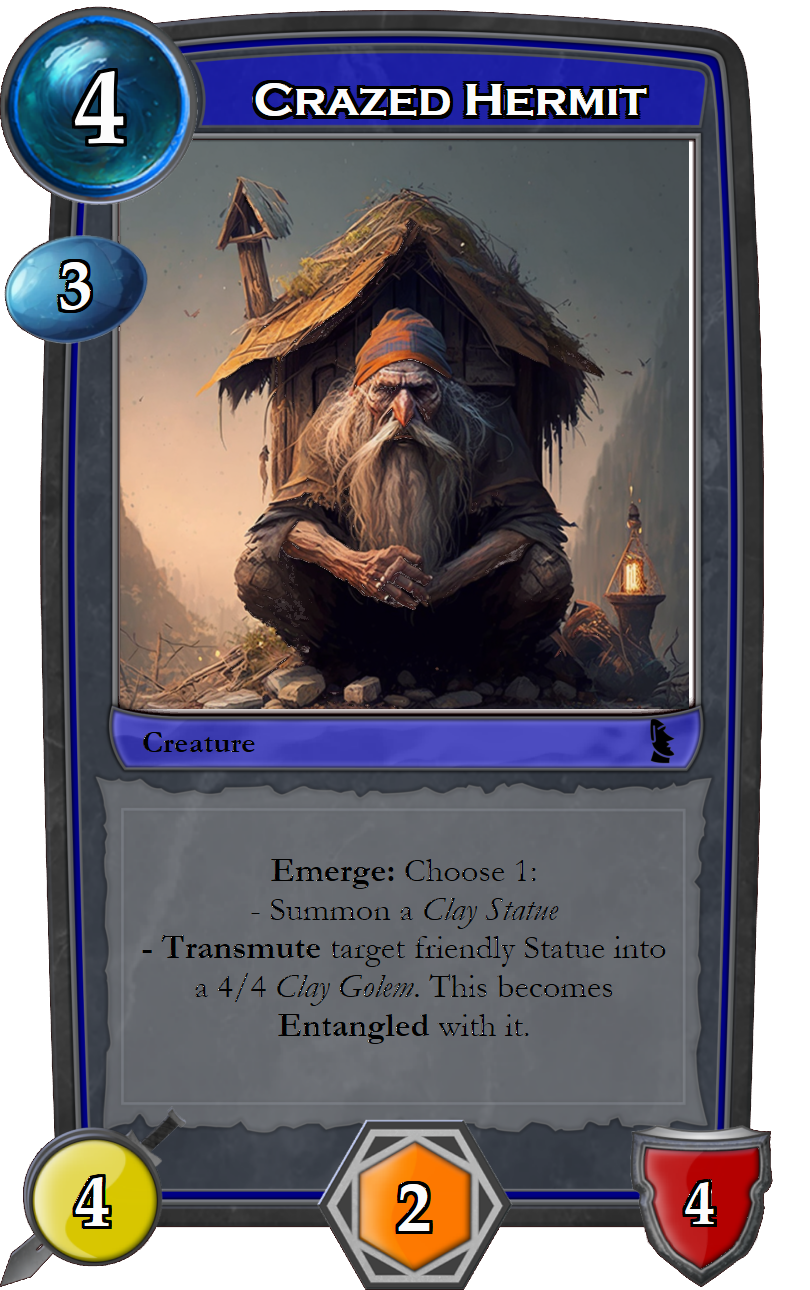 4
Crazed Hermit
3
Creature
Emerge: Choose 1:
- Summon a Clay Statue
- Transmute target friendly Statue into
a 4/4 Clay Golem. This becomes
Entangled with it.
4
2
4